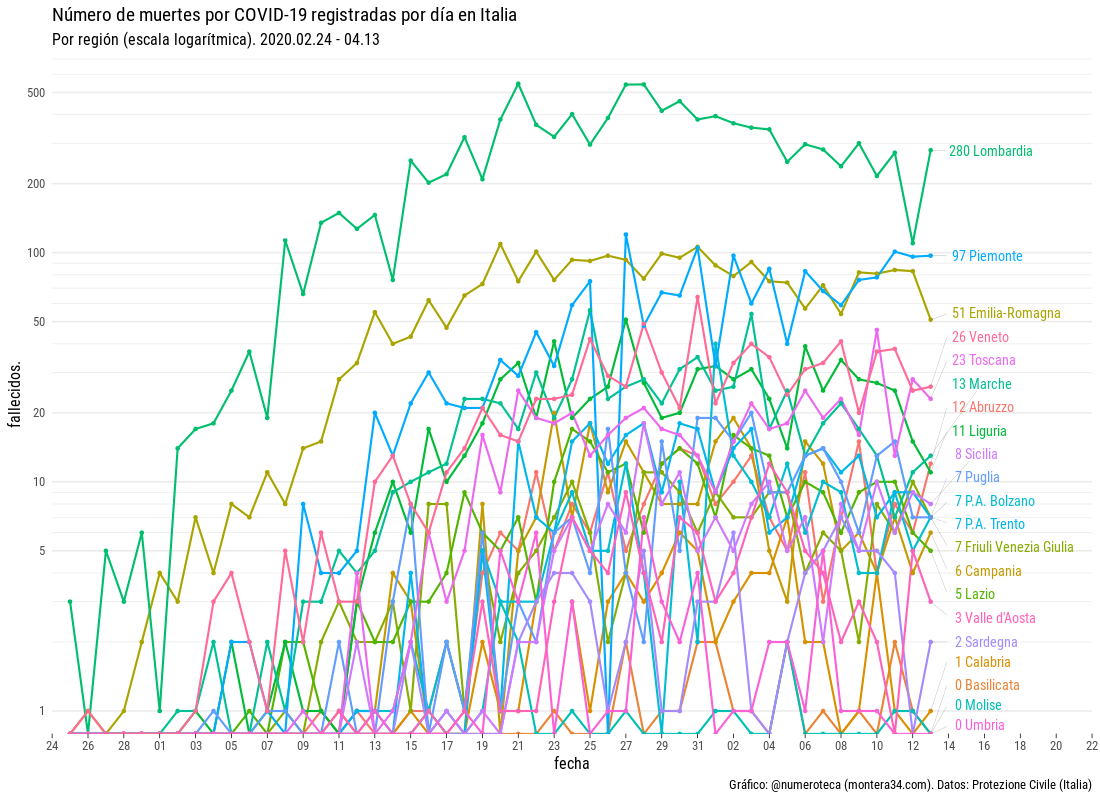 Número de muertes por COVID-19 registradas por día en Italia
Por región (escala logarítmica). 2020.02.24 - 04.13
fallecidos.
500
200
100
50
20
10
5
1
280 Lombardia
97 Piemonte
51 Emilia-Romagna
26 Veneto
23 Toscana
13 Marche
12 Abruzzo
11 Liguria
8 Sicilia
7 Puglia
7 P.A. Bolzano
7 P.A. Trento
7 Friuli Venezia Giulia
6 Campania
5 Lazio
3 Valle d'Aosta
2 Sardegna
1 Calabria
0 Basilicata
0 Molise
0 Umbria
24 26 28 01 03 05 07 09 11 13 15 17 19 21 23 25 27 29 31 02 04 06 08 10 12 14 16 18 20 22
fecha
Gráfico: @numeroteca (montera34.com). Datos: Protezione Civile (Italia)